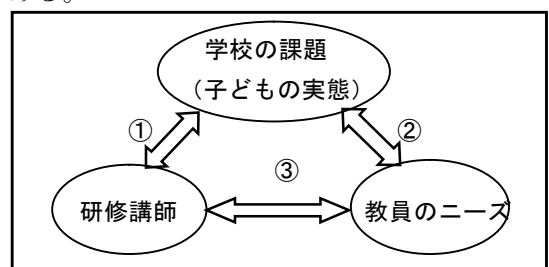 学校の課題
（子どもの実態）
①
②
③
研修講師
教員のニーズ